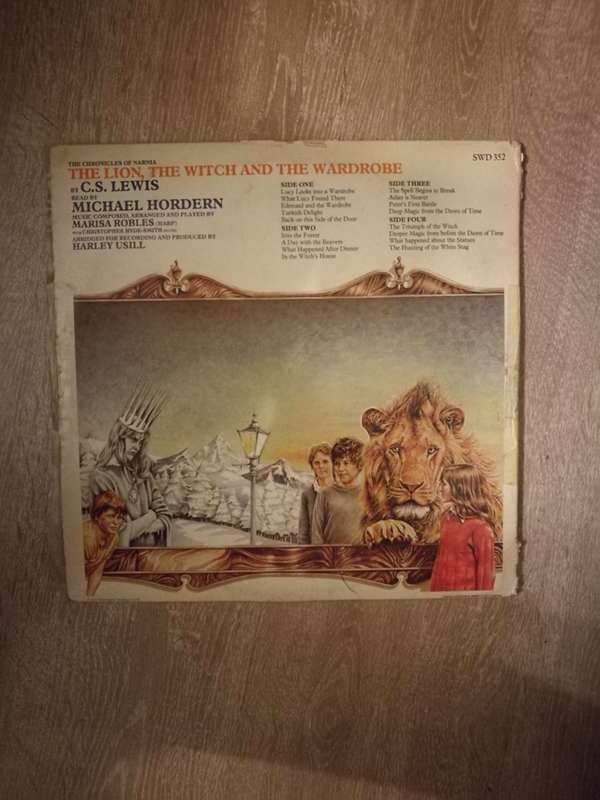 THE CHRONICLES OF NARNIA
THE LION, THE WITCH AND THE WARDROBE
BY C.S. LEWIS
READ BY
MICHAEL HORDERN
MUSIC COMPOSED, ARRANGED AND PLAYED BY
MARISA ROBLES (HARP)
WITH CHRISTOPHER HYDE-SMITH (FLUTE)
ABRIDGED FOR RECORDING AND PRODUCED BY
HARLEY USILL
SIDE ONE
Lucy Looks into a Wardrobe
What Lucy Found There
Edmund and the Wardrobe
Turkish Delight
Back on this Side of the Door
SIDE TWO
Into the Forest
A Day with the Beavers
What Happened After Dinner
In the Witch's House
SWD 352
SIDE THREE
The Spell Begins to Break
Aslan is Nearer
Peter's First Battle
Deep Magic from the Dawn of Time
SIDE FOUR
The Triumph of the Witch
Deeper Magic from before the Dawn of Time
What happened about the Statues
The Hunting of the White Stag